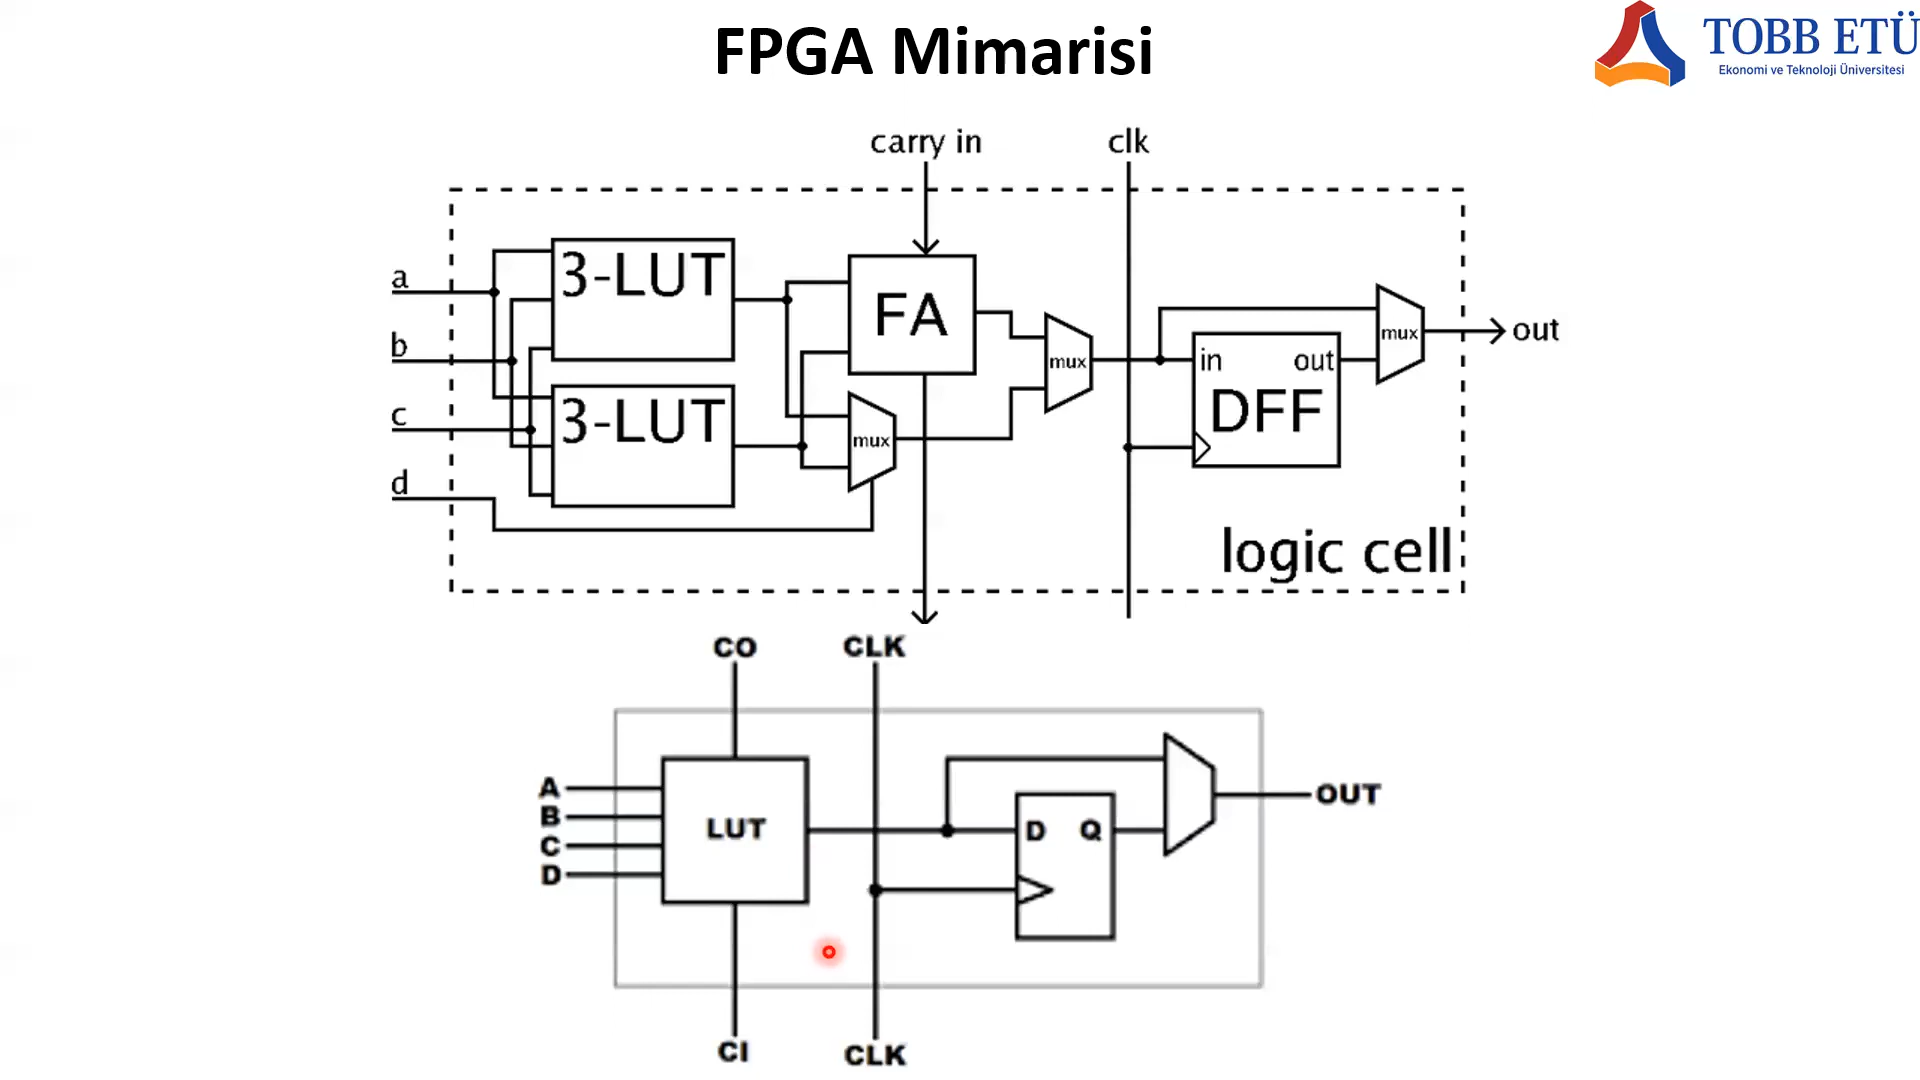 FPGA Mimarisi
TOBB ETÜ
Ekonomi ve Teknoloji Üniversitesi
carry in
clk
a
b
c
d
3-LUT
3-LUT
FA
mux
mux
in
out
DFF
mux
out
logic cell
CO
CLK
A
B
C
D
LUT
D
Q
OUT
CI
CLK